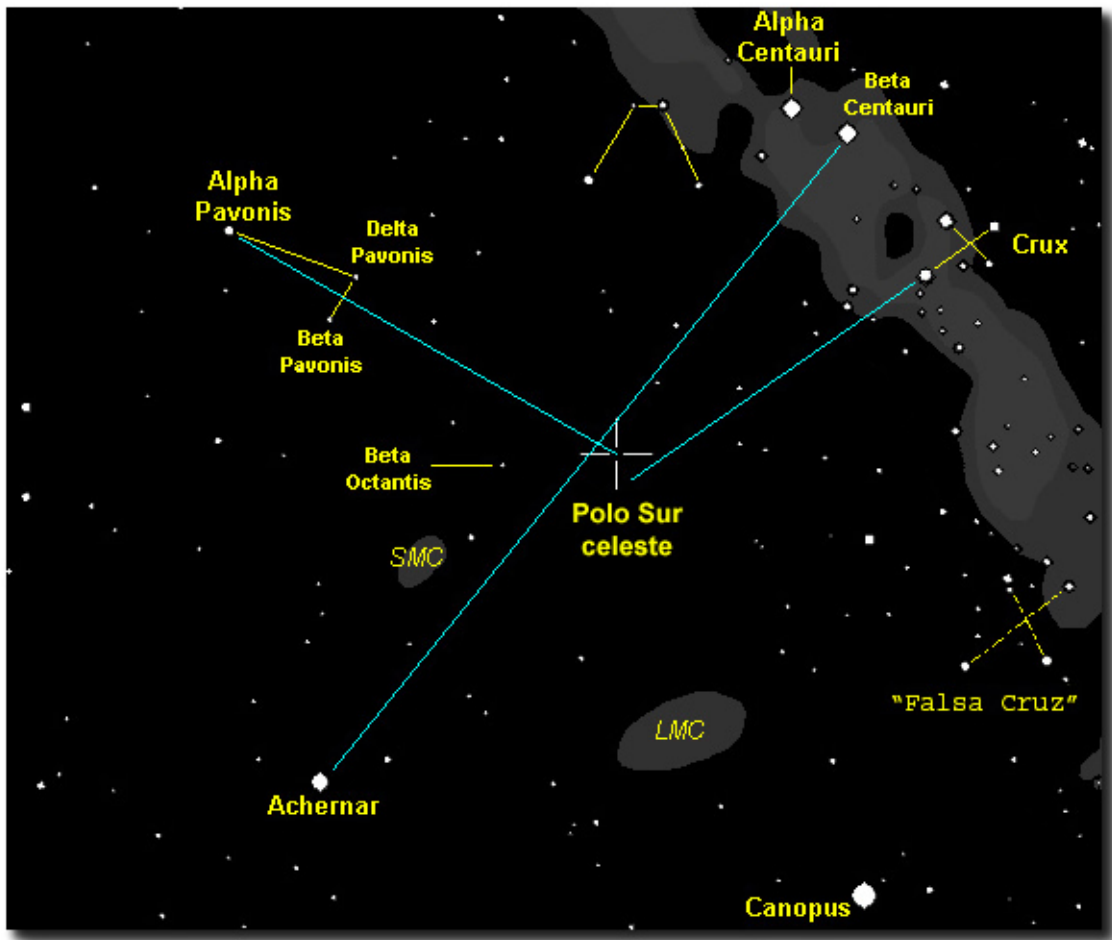 Alpha
Centauri
Beta
Centauri
Alpha
Pavonis
Delta
Pavonis
Crux
Beta
Pavonis
Beta
Octantis
Polo Sur
celeste
SMC
"Falsa Cruz"
LMC
Achernar
Canopus